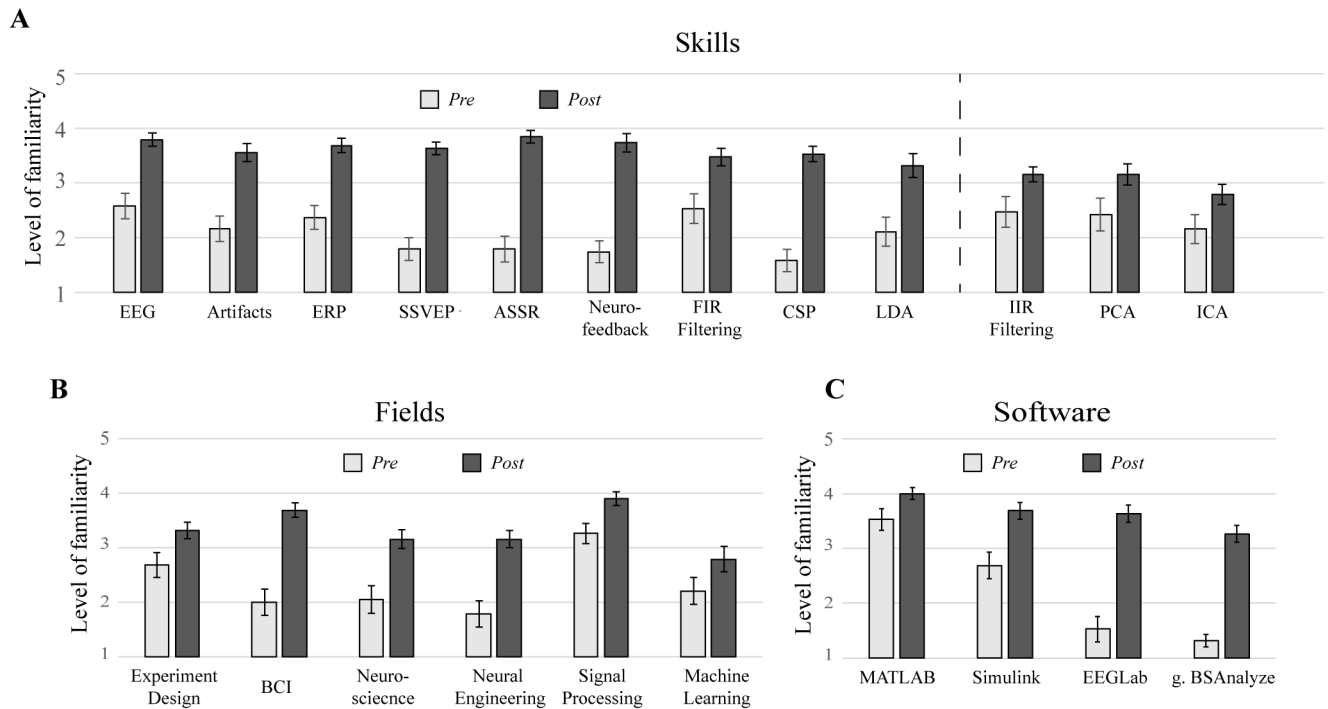 A
Skills
Level of familiarity
5
4
3
2
1
Pre
Post
EEG
Artifacts
ERP
SSVEP
ASSR
Neuro-
feedback
FIR
Filtering
CSP
LDA
IIR
Filtering
PCA
ICA
B
Fields
Level of familiarity
5
4
3
2
1
Pre
Post
Experiment
Design
BCI
Neuro-
sciecnce
Neural
Engineering
Signal
Processing
Machine
Learning
C
Software
Level of familiarity
5
4
3
2
1
Pre
Post
MATLAB
Simulink
EEGLab
g. BSAnalyze